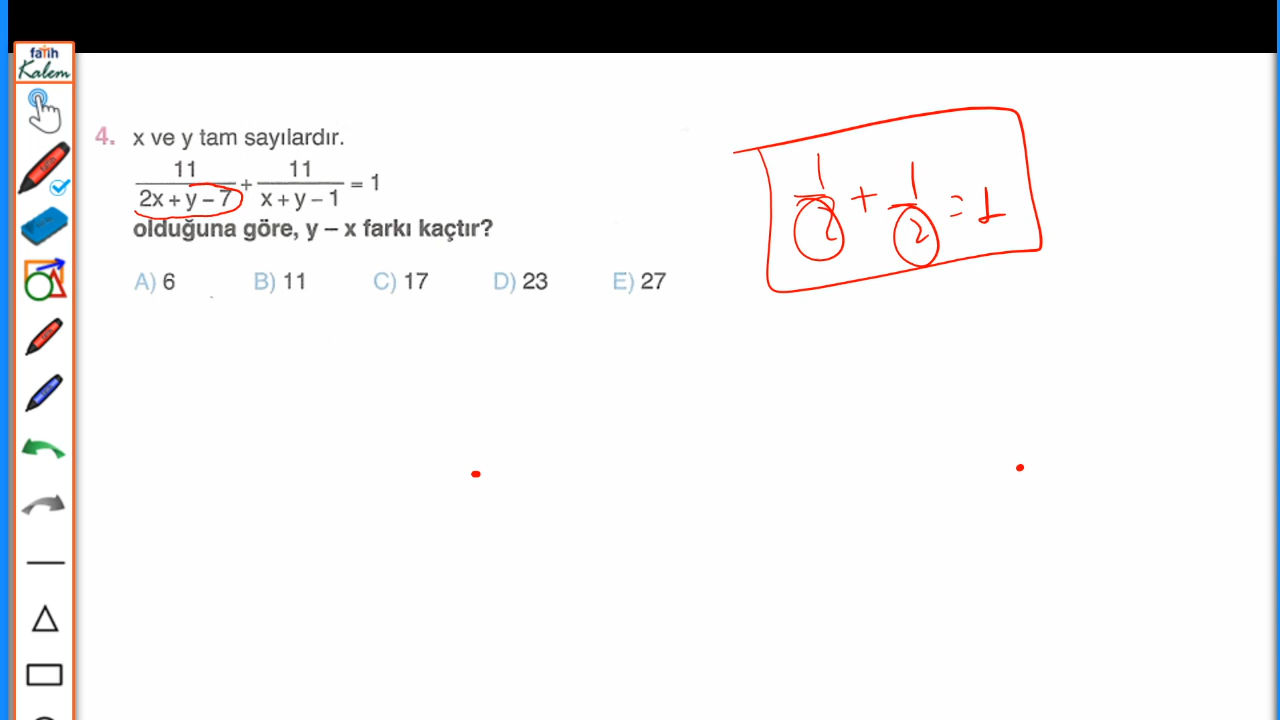 fatih
Kalem
4. x ve y tam sayılardır.
11/(2x + y – 7) + 11/(x + y – 1) = 1
olduğuna göre, y – x farkı kaçtır?
A) 6 B) 11 C) 17 D) 23 E) 27
1/2 + 1/2 = 1